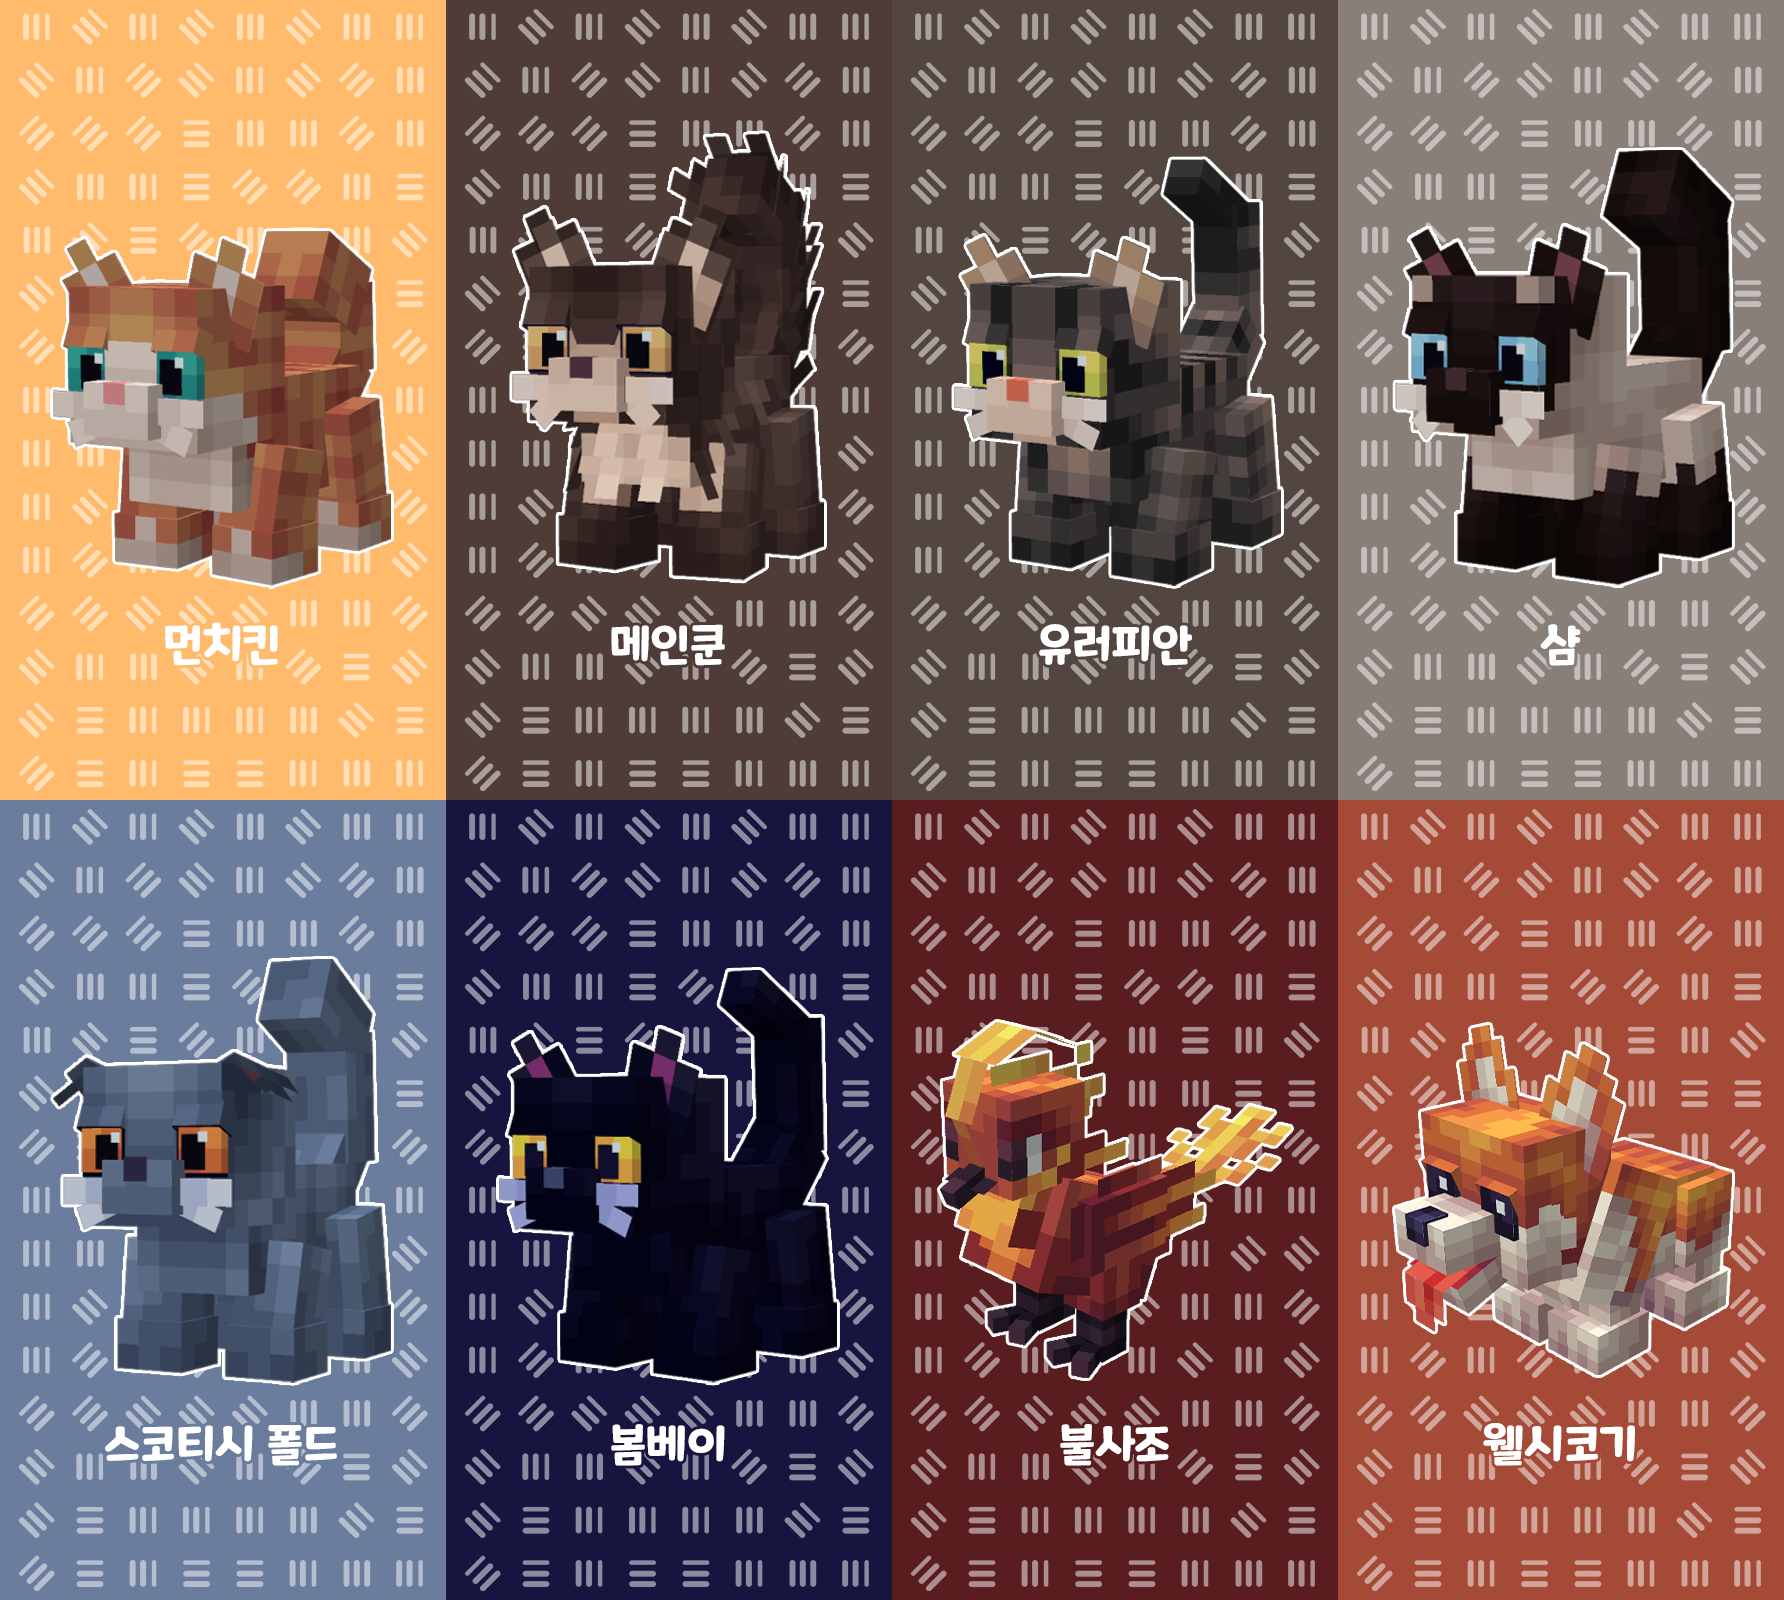 먼치킨
메인쿤
유러피안
샴
스코티시 폴드
봄베이
불사조
웰시코기